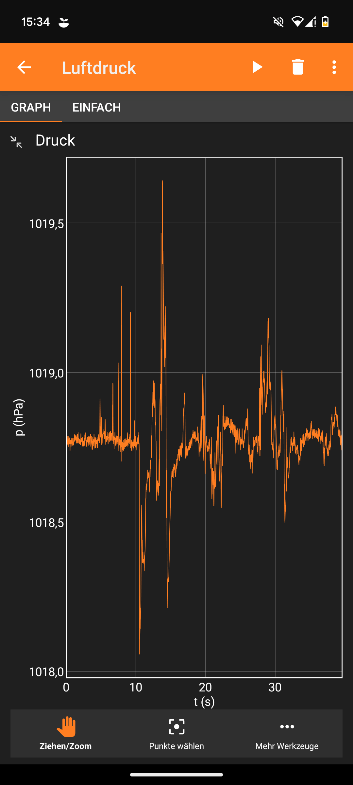 15:34
Luftdruck
GRAPH EINFACH
Druck
1019,5
1019,0
1018,5
1018,0
p (hPa)
0 10 20 30
t (s)
Ziehen/Zoom Punkte wählen Mehr Werkzeuge